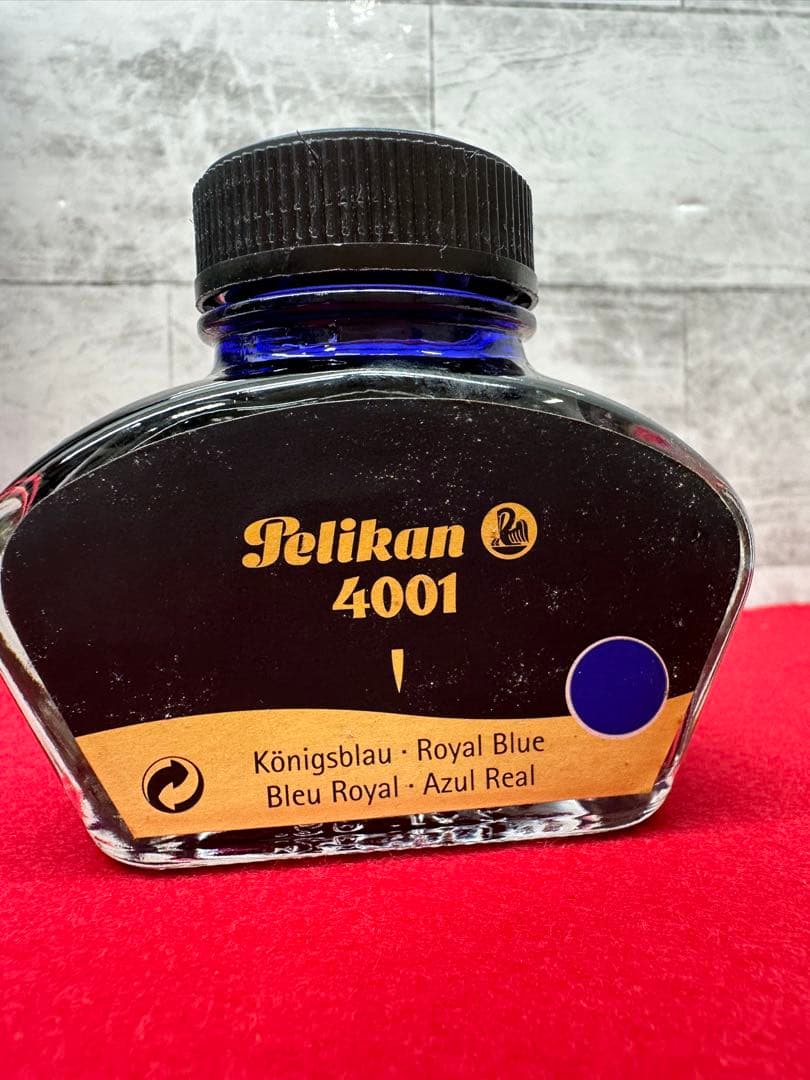 Pelikan
4001
Königsblau · Royal Blue
Bleu Royal · Azul Real